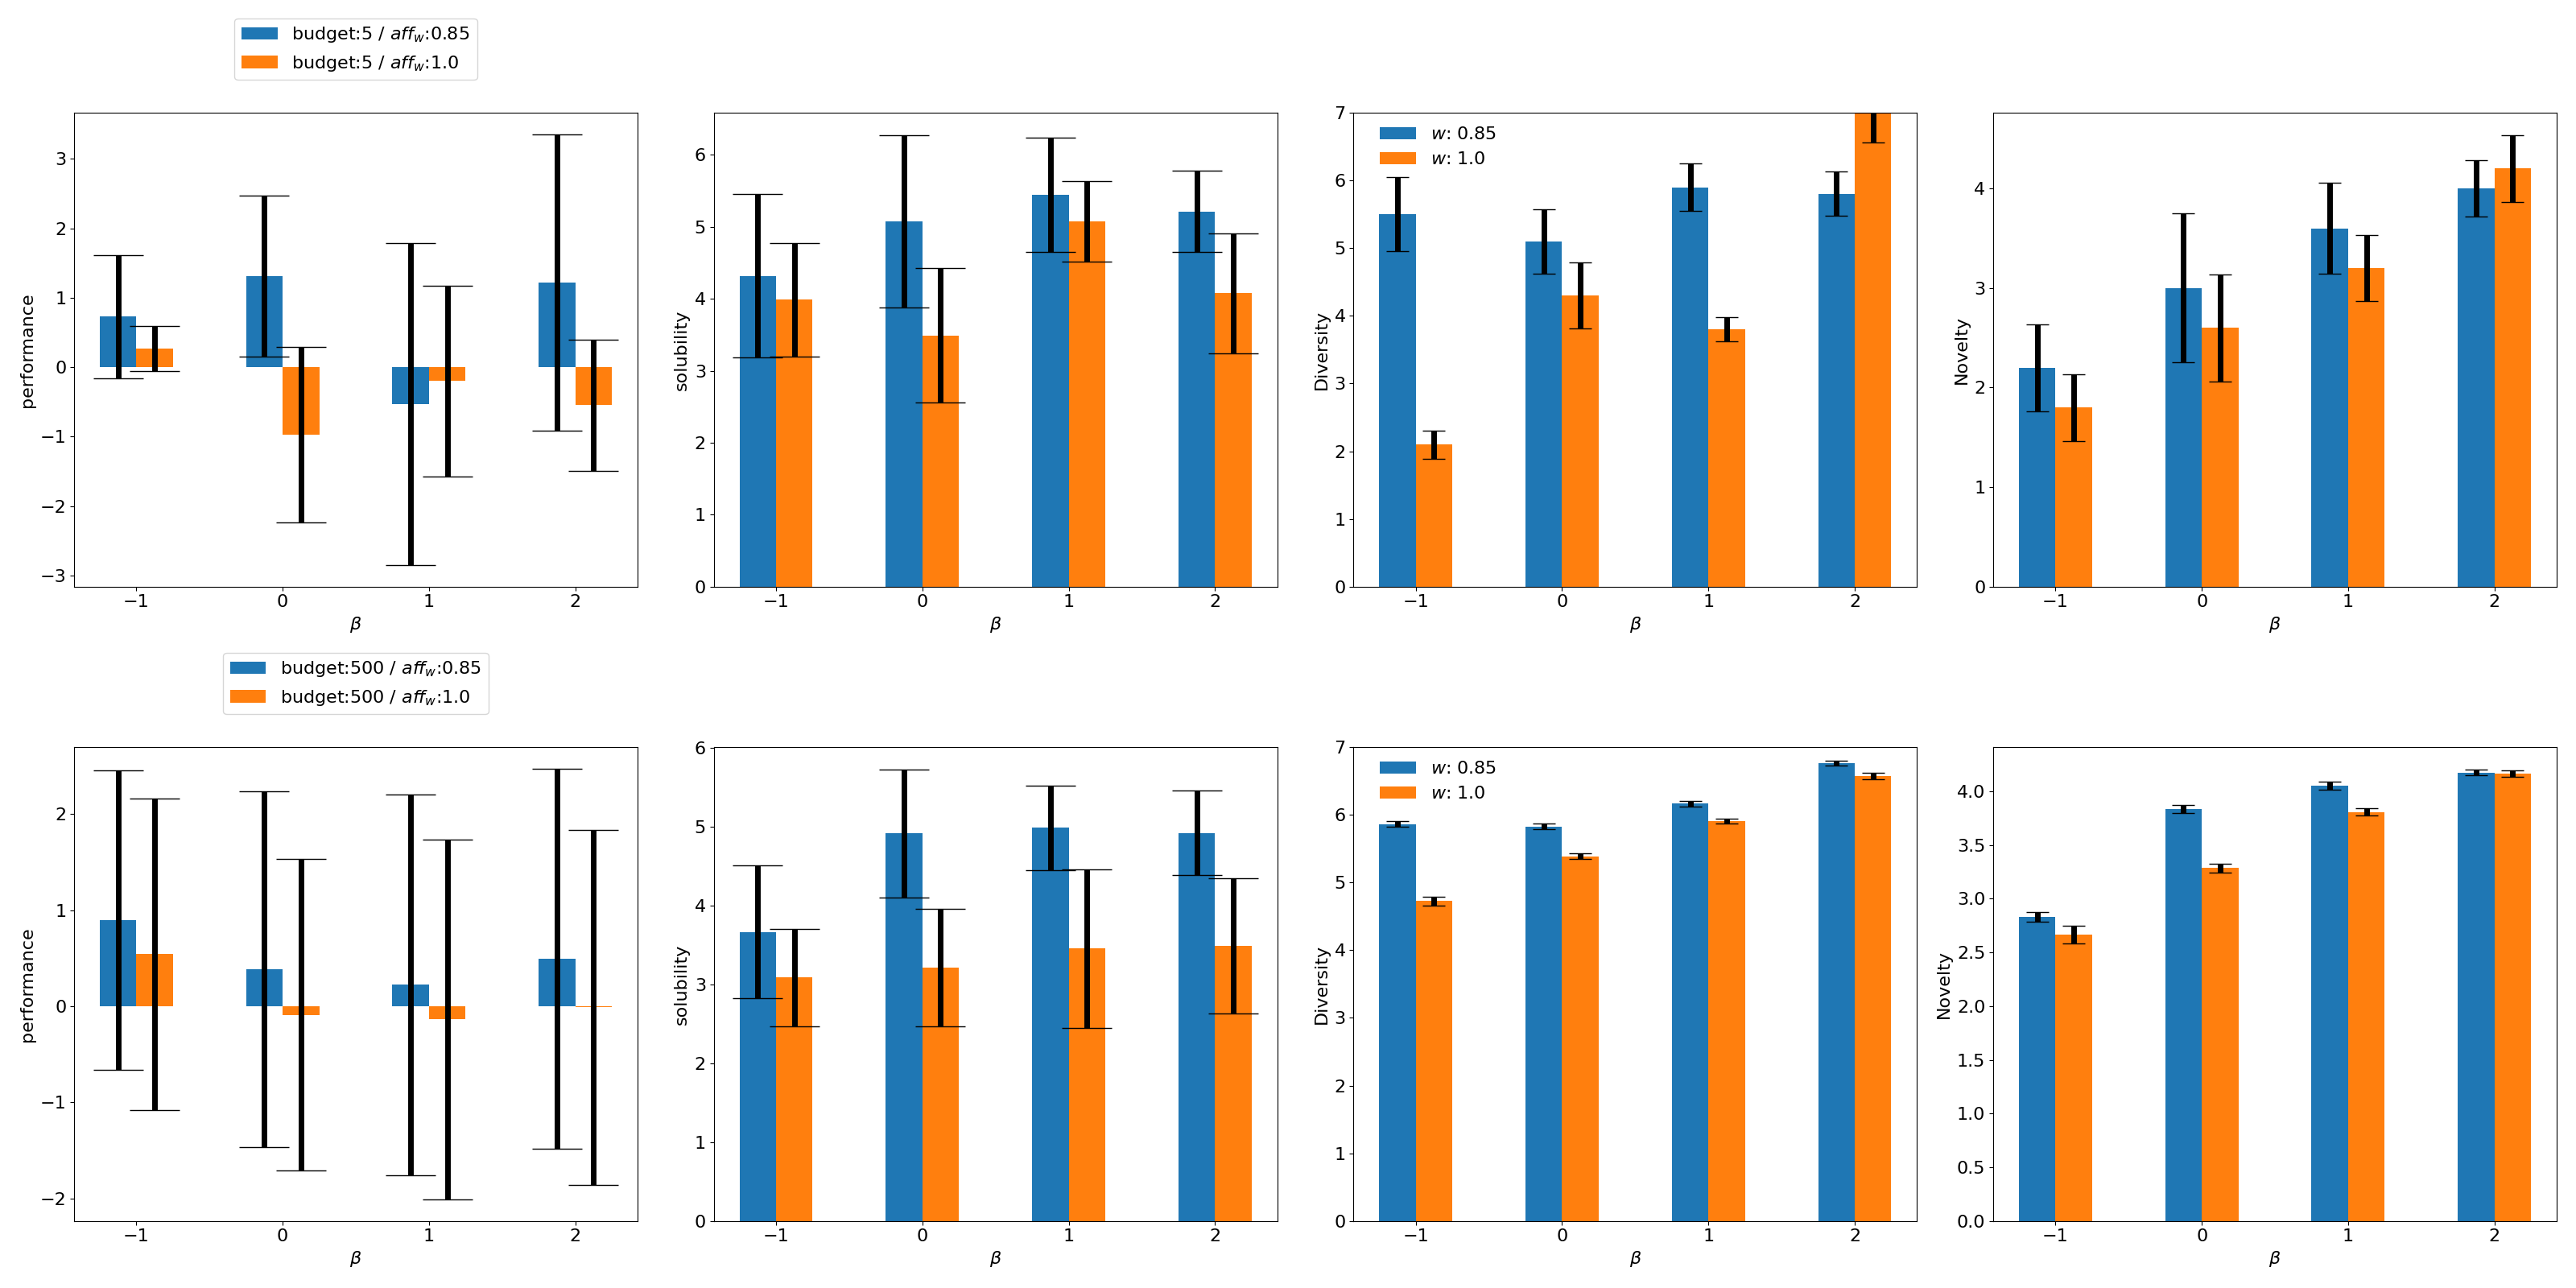 budget:5 / aff_w:0.85
budget:5 / aff_w:1.0
performance
3
2
1
0
−1
−2
−3
−1 0 1 2
β
solubility
6
5
4
3
2
1
0
−1 0 1 2
β
Diversity
7
6
5
4
3
2
1
0
w: 0.85
w: 1.0
−1 0 1 2
β
Novelty
4
3
2
1
0
−1 0 1 2
β
budget:500 / aff_w:0.85
budget:500 / aff_w:1.0
performance
2
1
0
−1
−2
−1 0 1 2
β
solubility
6
5
4
3
2
1
0
−1 0 1 2
β
Diversity
7
6
5
4
3
2
1
0
w: 0.85
w: 1.0
−1 0 1 2
β
Novelty
4.0
3.5
3.0
2.5
2.0
1.5
1.0
0.5
0.0
−1 0 1 2
β